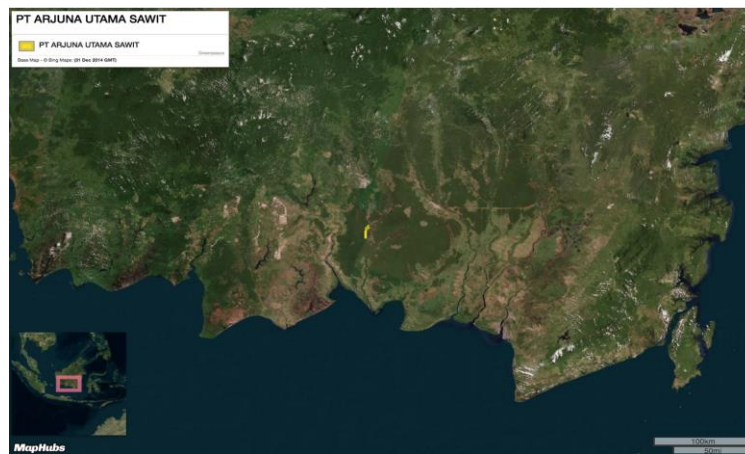 PT ARJUNA UTAMA SAWIT
PT ARJUNA UTAMA SAWIT
Greenpeace
Base Map - © Bing Maps: (01 Dec 2014 GMT)
MapHubs
100km
50mi